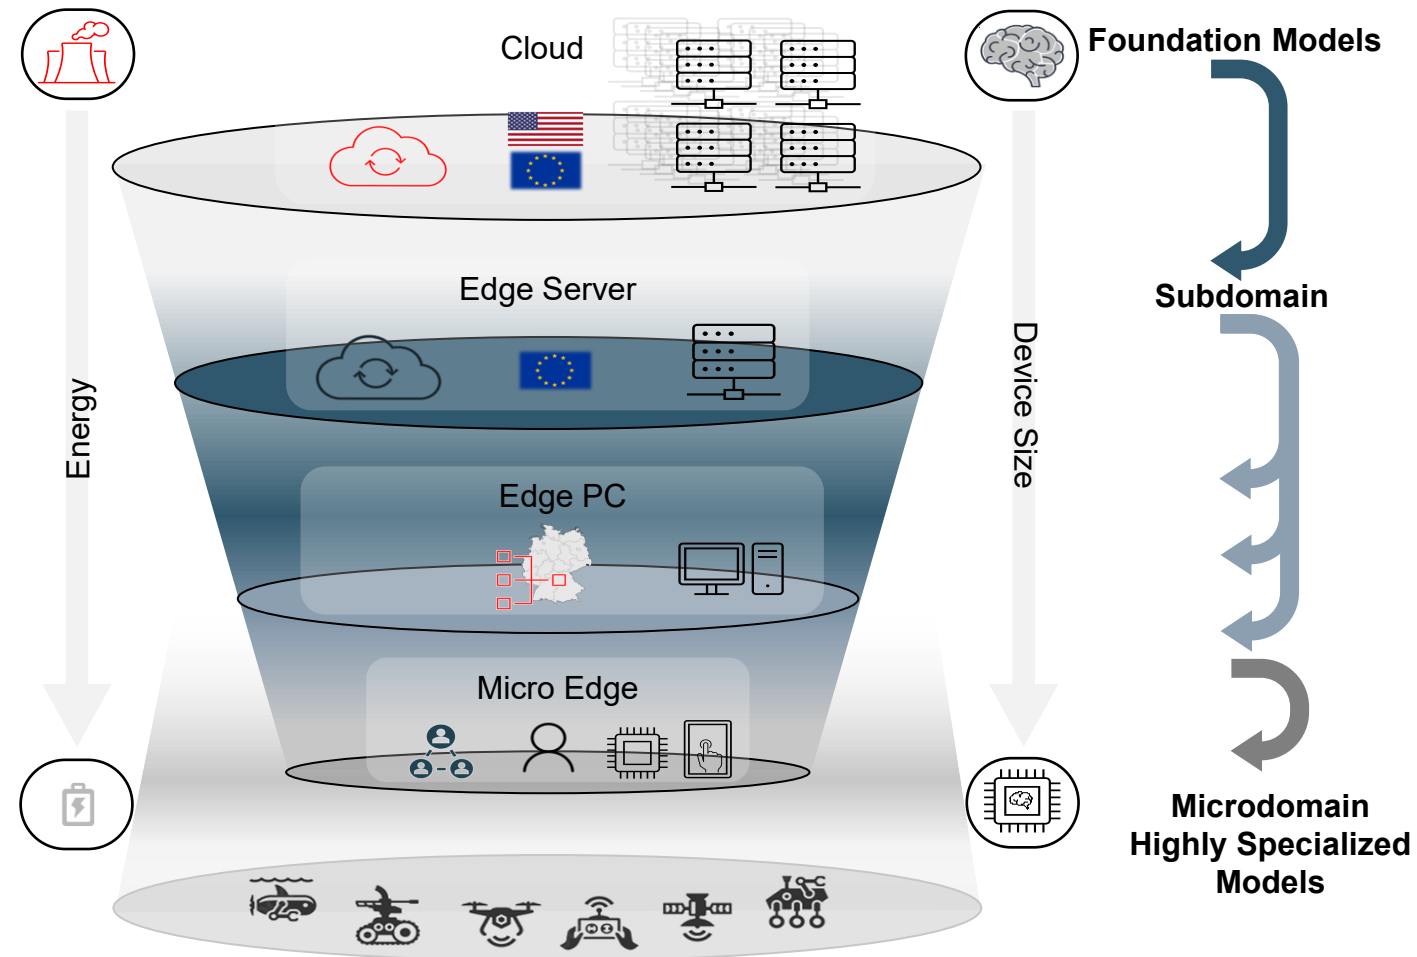 Cloud
Foundation Models
Edge Server
Subdomain
Energy
Device Size
Edge PC
Micro Edge
Microdomain
Highly Specialized
Models